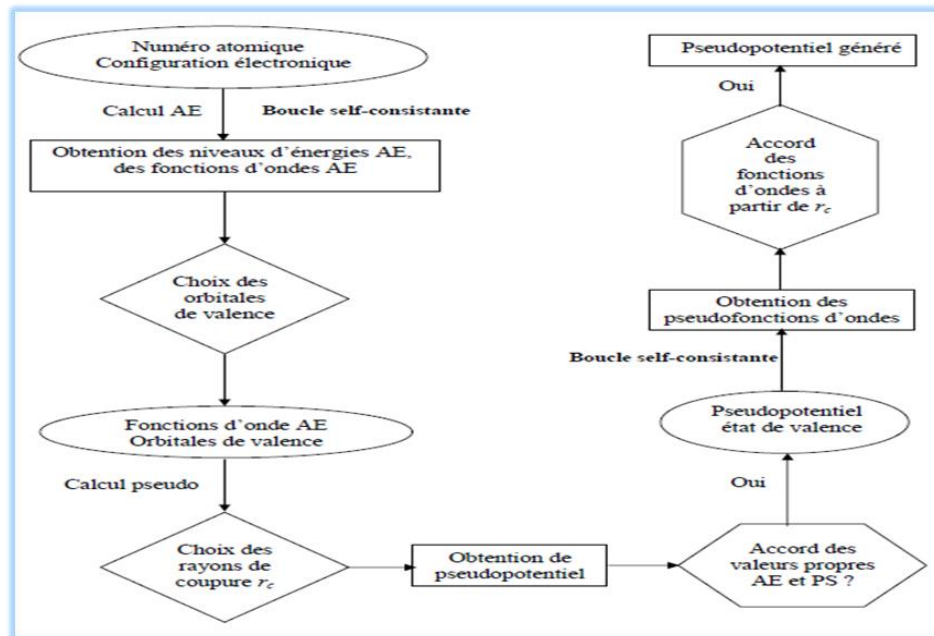 Numéro atomique
Configuration électronique
Calcul AE
Boucle self-consistante
Obtention des niveaux d'énergies AE,
des fonctions d'ondes AE
Choix des
orbitales
de valence
Fonctions d'onde AE
Orbitales de valence
Calcul pseudo
Choix des
rayons de
coupure r_c
Obtention de
pseudopotentiel
Accord des
valeurs propres
AE et PS ?
Oui
Pseudopotentiel
état de valence
Boucle self-consistante
Obtention des
pseudofonctions d'ondes
Accord
des
fonctions
d'ondes à
partir de r_c
Oui
Pseudopotentiel généré